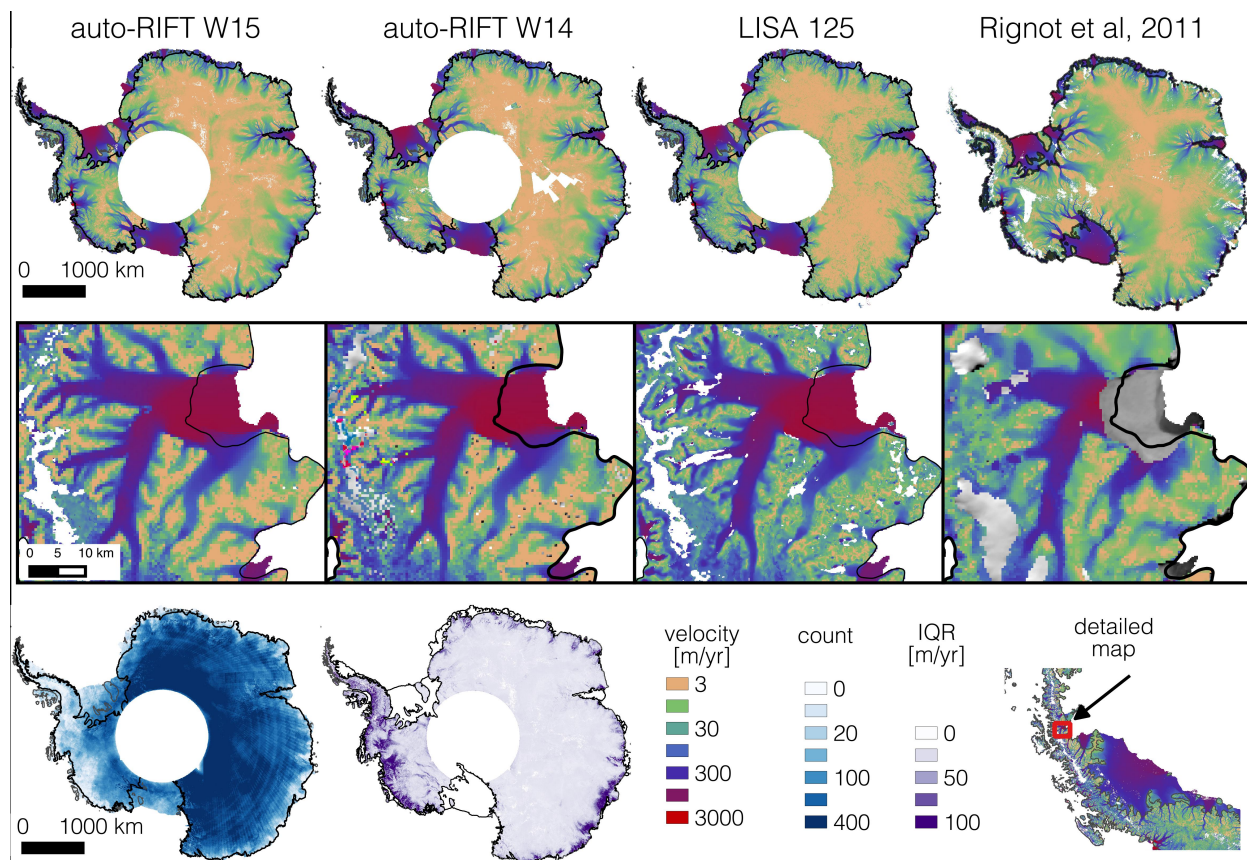 auto-RIFT W15
auto-RIFT W14
LISA 125
Rignot et al, 2011
0 1000 km
0 5 10 km
velocity
[m/yr]
3
30
300
3000
count
0
20
100
400
IQR
[m/yr]
0
50
100
detailed
map
0 1000 km